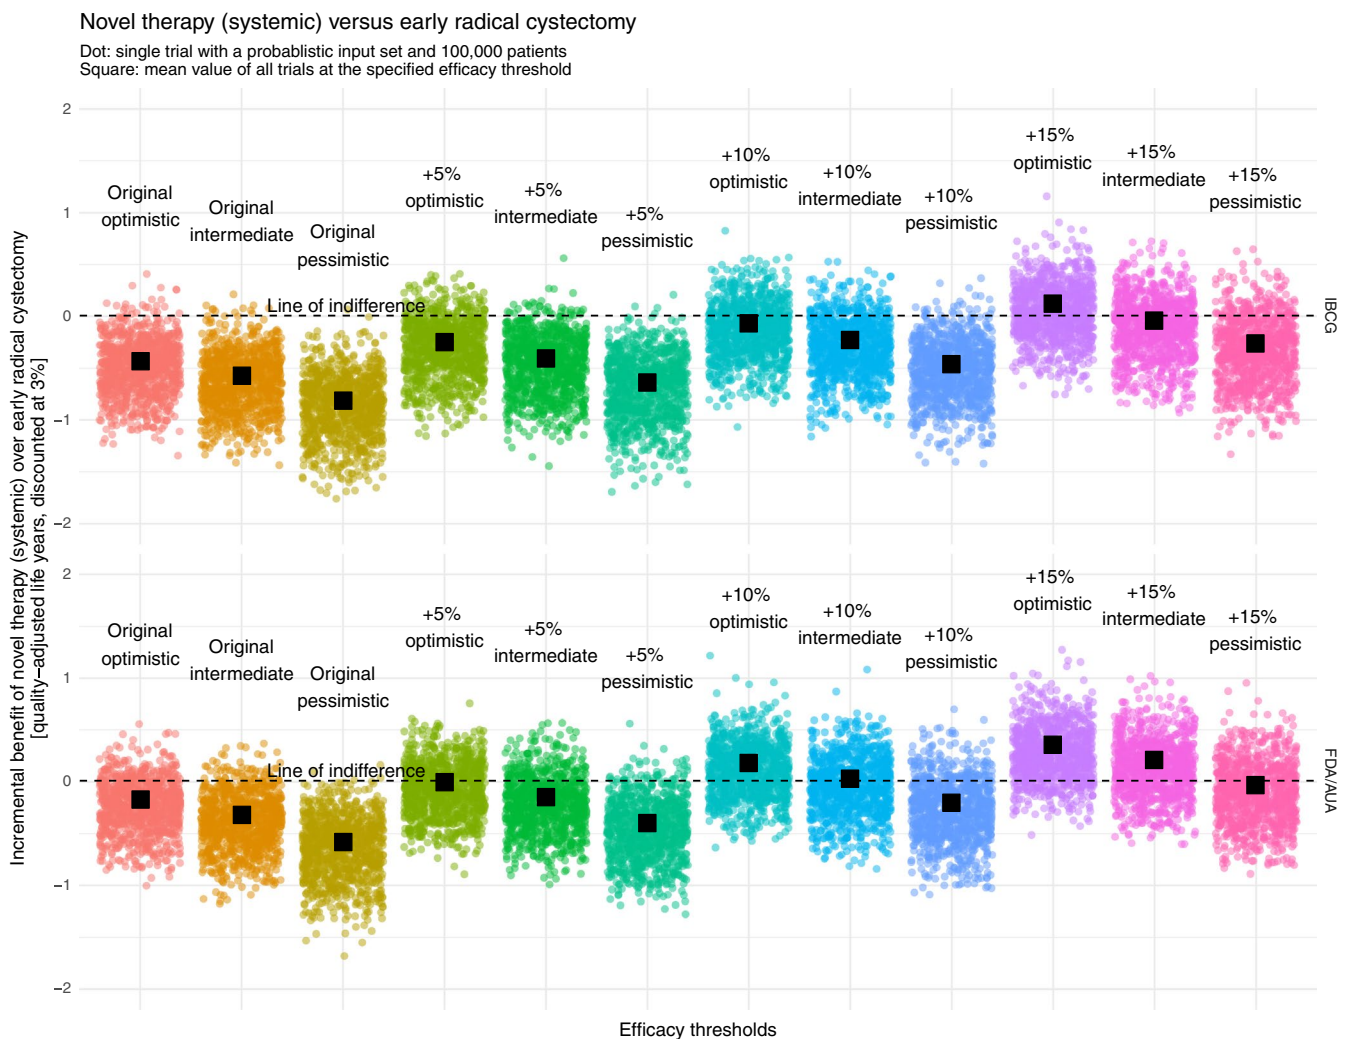 Novel therapy (systemic) versus early radical cystectomy
Dot: single trial with a probablistic input set and 100,000 patients
Square: mean value of all trials at the specified efficacy threshold
Incremental benefit of novel therapy (systemic) over early radical cystectomy
[quality−adjusted life years, discounted at 3%]
2
1
0
−1
−2
Original
optimistic
Original
intermediate
Original
pessimistic
+5%
optimistic
+5%
intermediate
+5%
pessimistic
+10%
optimistic
+10%
intermediate
+10%
pessimistic
+15%
optimistic
+15%
intermediate
+15%
pessimistic
Line of indifference
IBCG
2
1
0
−1
−2
Original
optimistic
Original
intermediate
Original
pessimistic
+5%
optimistic
+5%
intermediate
+5%
pessimistic
+10%
optimistic
+10%
intermediate
+10%
pessimistic
+15%
optimistic
+15%
intermediate
+15%
pessimistic
Line of indifference
FDA/AUA
Efficacy thresholds